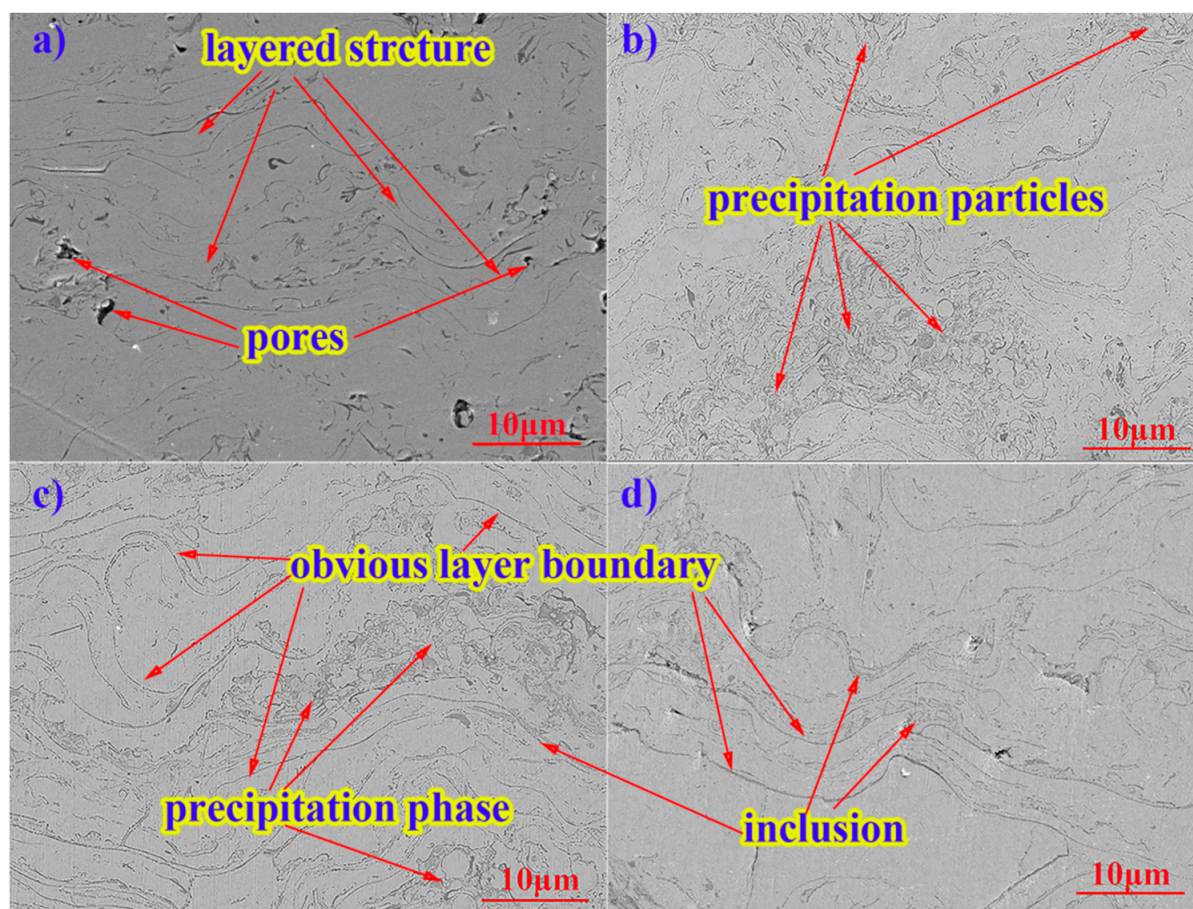 a)
layered strcture
pores
10μm
b)
precipitation particles
10μm
c)
obvious layer boundary
precipitation phase
10μm
d)
inclusion
10μm